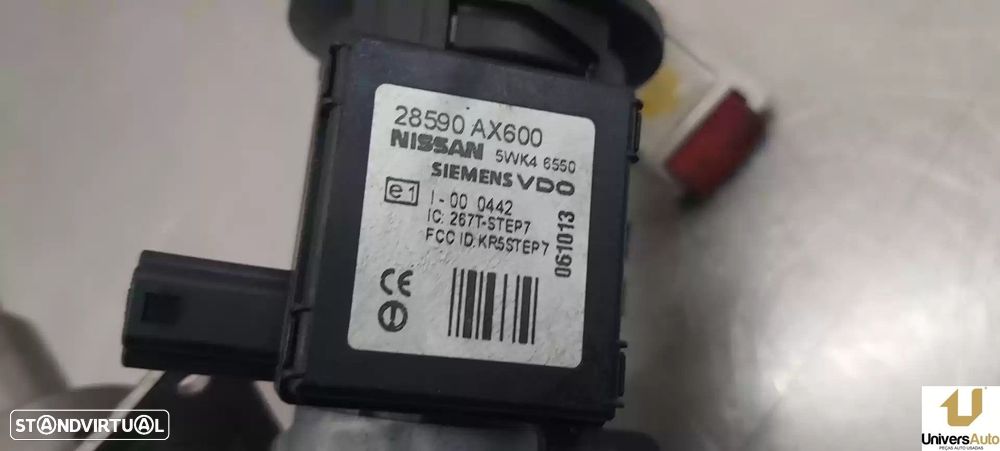 28590 AX600
NISSAN 5WK4 6550
SIEMENS VDO
e1 I-00 0442
IC: 267T-STEP7
FCC ID:KR5STEP7
061013
CE
STANDVIRTUAL
UniversAuto
PEÇAS AUTO USADAS